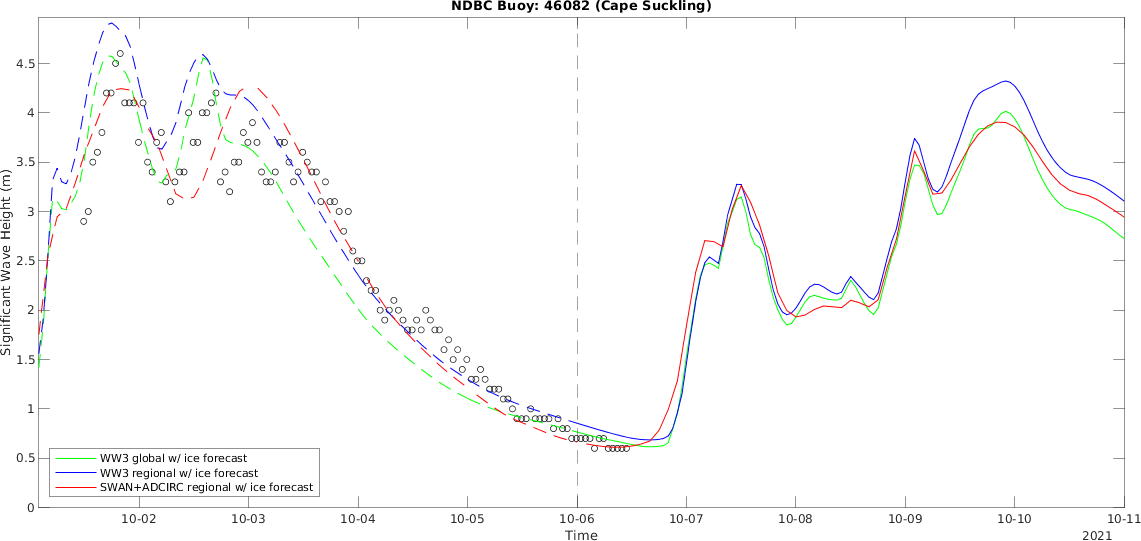 NDBC Buoy: 46082 (Cape Suckling)
Significant Wave Height (m)
4.5
4
3.5
3
2.5
2
1.5
1
0.5
0
WW3 global w/ ice forecast
WW3 regional w/ ice forecast
SWAN+ADCIRC regional w/ ice forecast
10-02 10-03 10-04 10-05 10-06 10-07 10-08 10-09 10-10 10-11
Time
2021